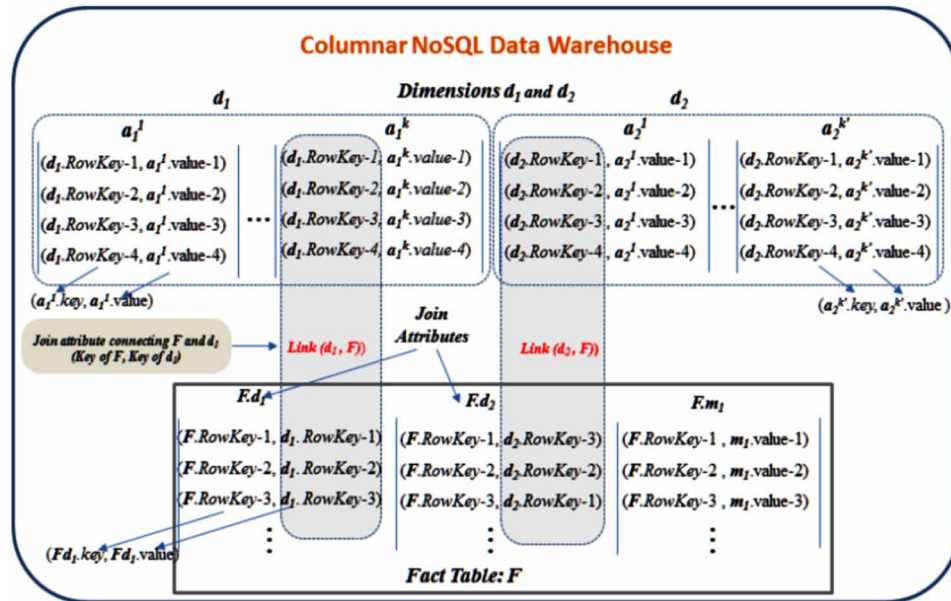 Columnar NoSQL Data Warehouse
Dimensions d₁ and d₂
d₁
d₂
a₁¹
a₁ᵏ
a₂¹
a₂ᵏ'
(d₁.RowKey-1, a₁¹.value-1)
(d₁.RowKey-2, a₁¹.value-2)
(d₁.RowKey-3, a₁¹.value-3)
(d₁.RowKey-4, a₁¹.value-4)
...
(d₁.RowKey-1, a₁ᵏ.value-1)
(d₁.RowKey-2, a₁ᵏ.value-2)
(d₁.RowKey-3, a₁ᵏ.value-3)
(d₁.RowKey-4, a₁ᵏ.value-4)
(d₂.RowKey-1, a₂¹.value-1)
(d₂.RowKey-2, a₂¹.value-2)
(d₂.RowKey-3, a₂¹.value-3)
(d₂.RowKey-4, a₂¹.value-4)
...
(d₂.RowKey-1, a₂ᵏ'.value-1)
(d₂.RowKey-2, a₂ᵏ'.value-2)
(d₂.RowKey-3, a₂ᵏ'.value-3)
(d₂.RowKey-4, a₂ᵏ'.value-4)
(a₁¹.key, a₁¹.value)
(a₂ᵏ'.key, a₂ᵏ'.value )
Join attribute connecting F and d₁
(Key of F, Key of d₁)
Link (d₁ , F))
Join
Attributes
Link (d₂ , F))
F.d₁
F.d₂
F.m₁
(F.RowKey-1, d₁. RowKey-1)
(F.RowKey-2, d₁. RowKey-2)
(F.RowKey-3, d₁. RowKey-3)
(F.RowKey-1, d₂.RowKey-3)
(F.RowKey-2, d₂.RowKey-2)
(F.RowKey-3, d₂.RowKey-1)
(F.RowKey-1 , m₁.value-1)
(F.RowKey-2 , m₁.value-2)
(F.RowKey-3 , m₁.value-3)
(Fd₁.key, Fd₁.value)
Fact Table: F